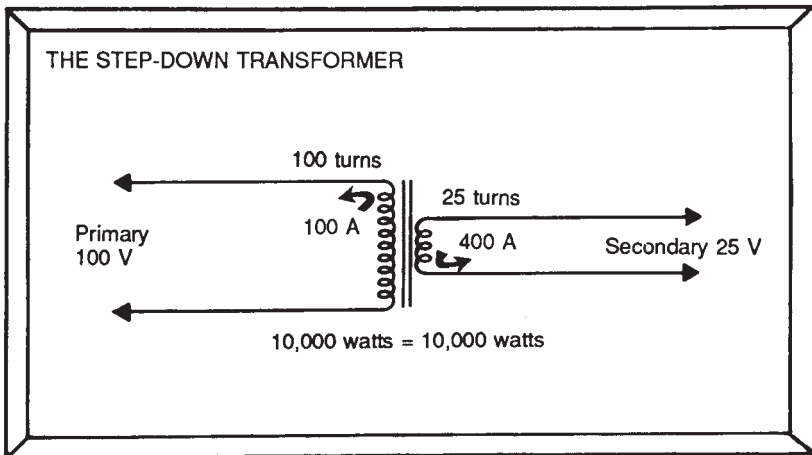 THE STEP-DOWN TRANSFORMER
100 turns
25 turns
100 A
400 A
Primary
100 V
Secondary 25 V
10,000 watts = 10,000 watts